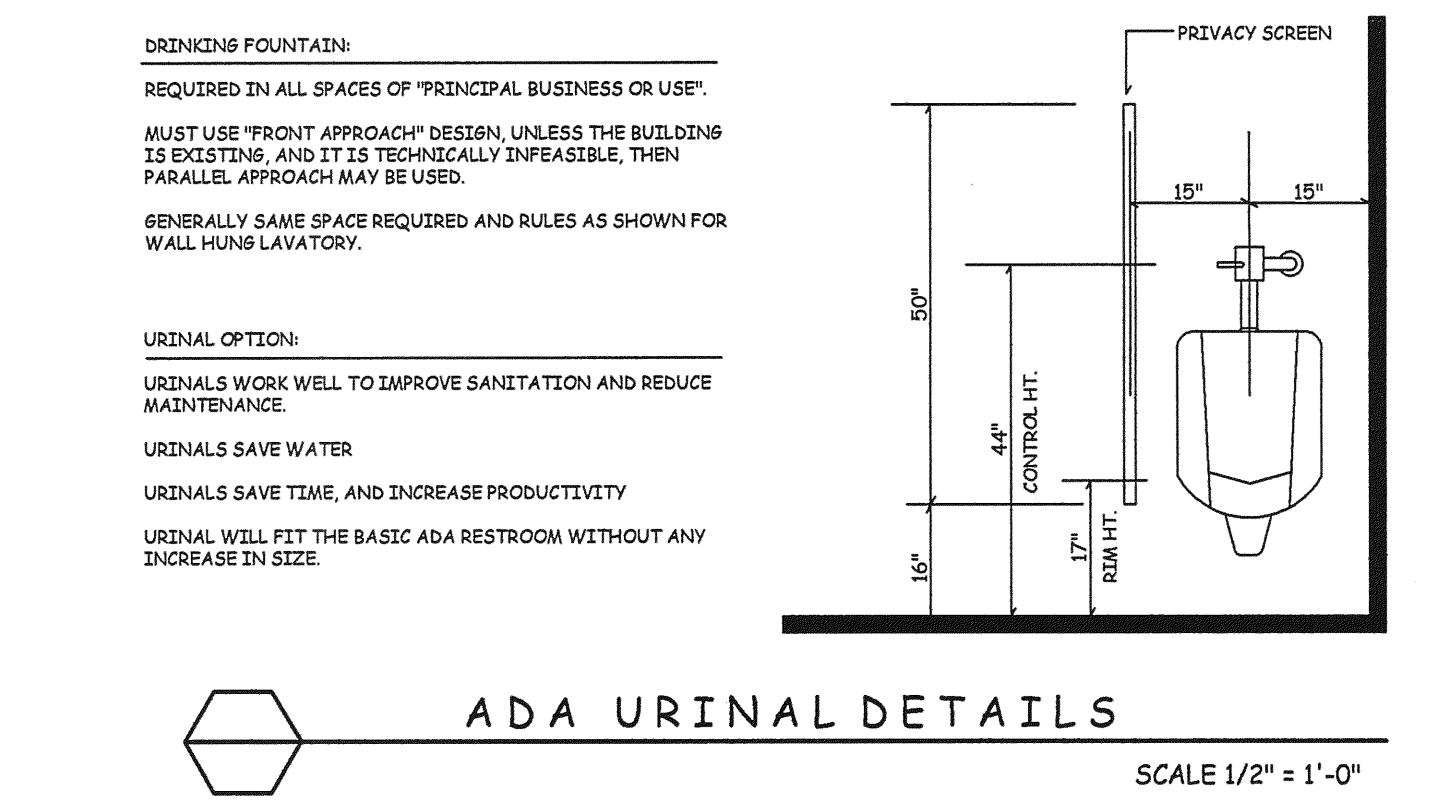 DRINKING FOUNTAIN:
REQUIRED IN ALL SPACES OF "PRINCIPAL BUSINESS OR USE".
MUST USE "FRONT APPROACH" DESIGN, UNLESS THE BUILDING
IS EXISTING, AND IT IS TECHNICALLY INFEASIBLE, THEN
PARALLEL APPROACH MAY BE USED.
GENERALLY SAME SPACE REQUIRED AND RULES AS SHOWN FOR
WALL HUNG LAVATORY.
URINAL OPTION:
URINALS WORK WELL TO IMPROVE SANITATION AND REDUCE
MAINTENANCE.
URINALS SAVE WATER
URINALS SAVE TIME, AND INCREASE PRODUCTIVITY
URINAL WILL FIT THE BASIC ADA RESTROOM WITHOUT ANY
INCREASE IN SIZE.
PRIVACY SCREEN
15"
15"
50"
44"
CONTROL HT.
16"
17"
RIM HT.
ADA URINAL DETAILS
SCALE 1/2" = 1'-0"